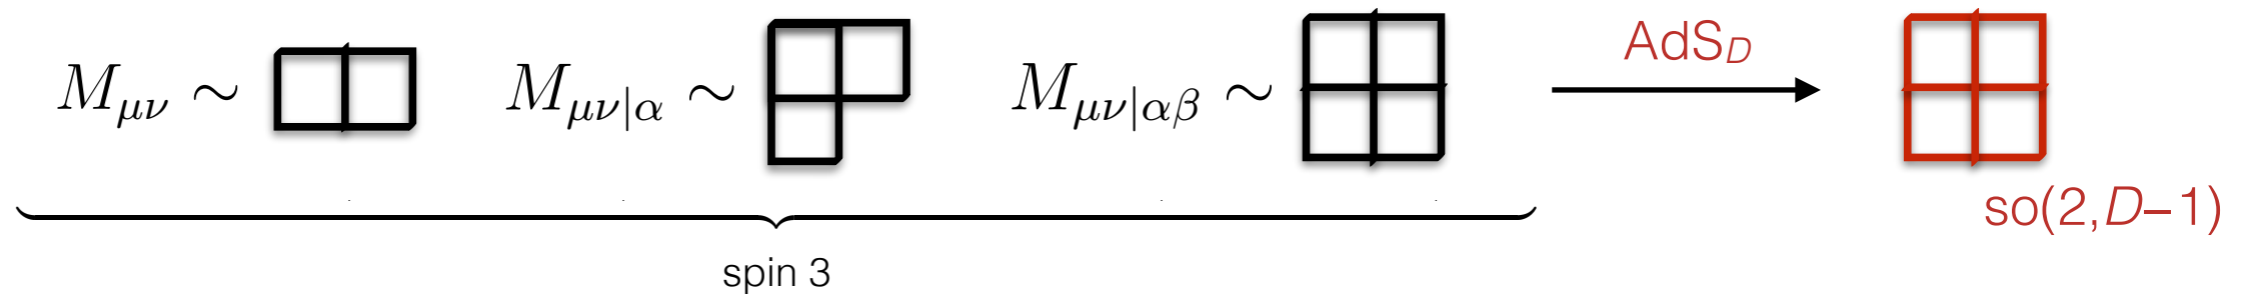 M_{μν} ∼ M_{μν|α} ∼ M_{μν|αβ} ∼ AdS_D
so(2,D−1)
spin 3